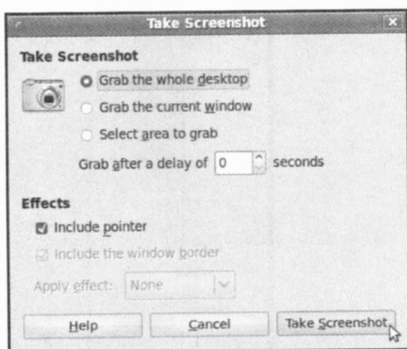 Take Screenshot
Take Screenshot
Grab the whole desktop
Grab the current window
Select area to grab
Grab after a delay of 0 seconds
Effects
Include pointer
Include the window border
Apply effect: None
Help Cancel Take Screenshot